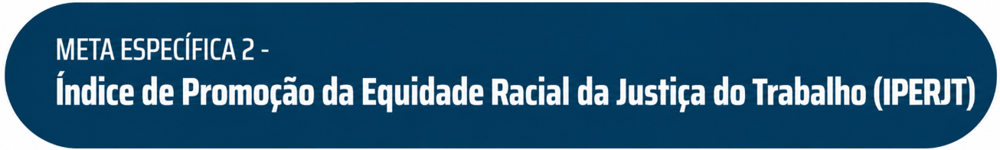 META ESPECÍFICA 2 -
Índice de Promoção da Equidade Racial da Justiça do Trabalho (IPERJT)